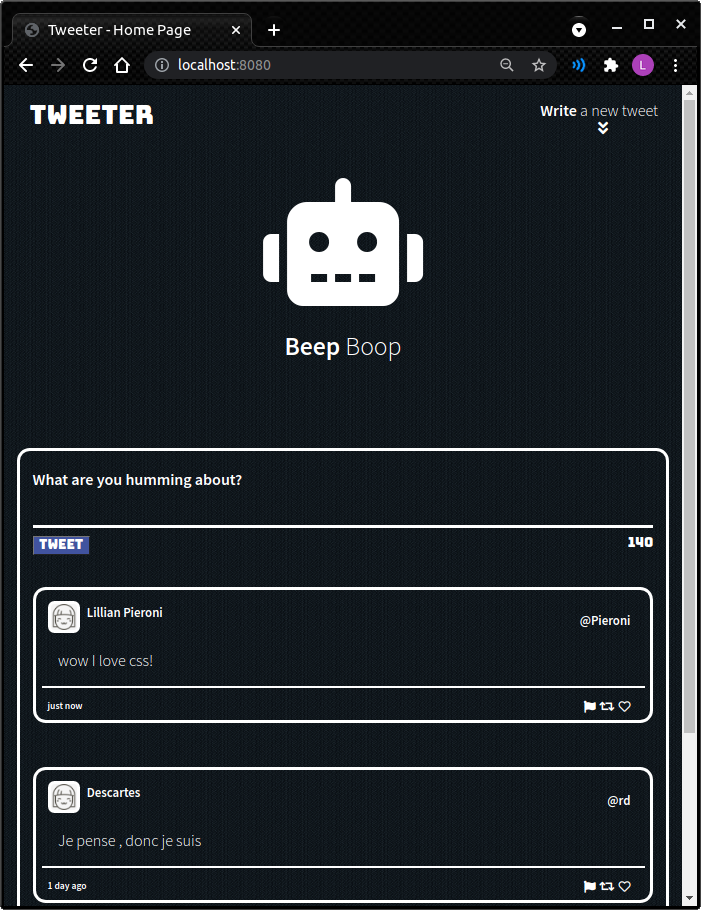 Tweeter - Home Page
localhost:8080
L
TWEETER
Write a new tweet
Beep Boop
What are you humming about?
TWEET
140
Lillian Pieroni
@Pieroni
wow I love css!
just now
Descartes
@rd
Je pense , donc je suis
1 day ago